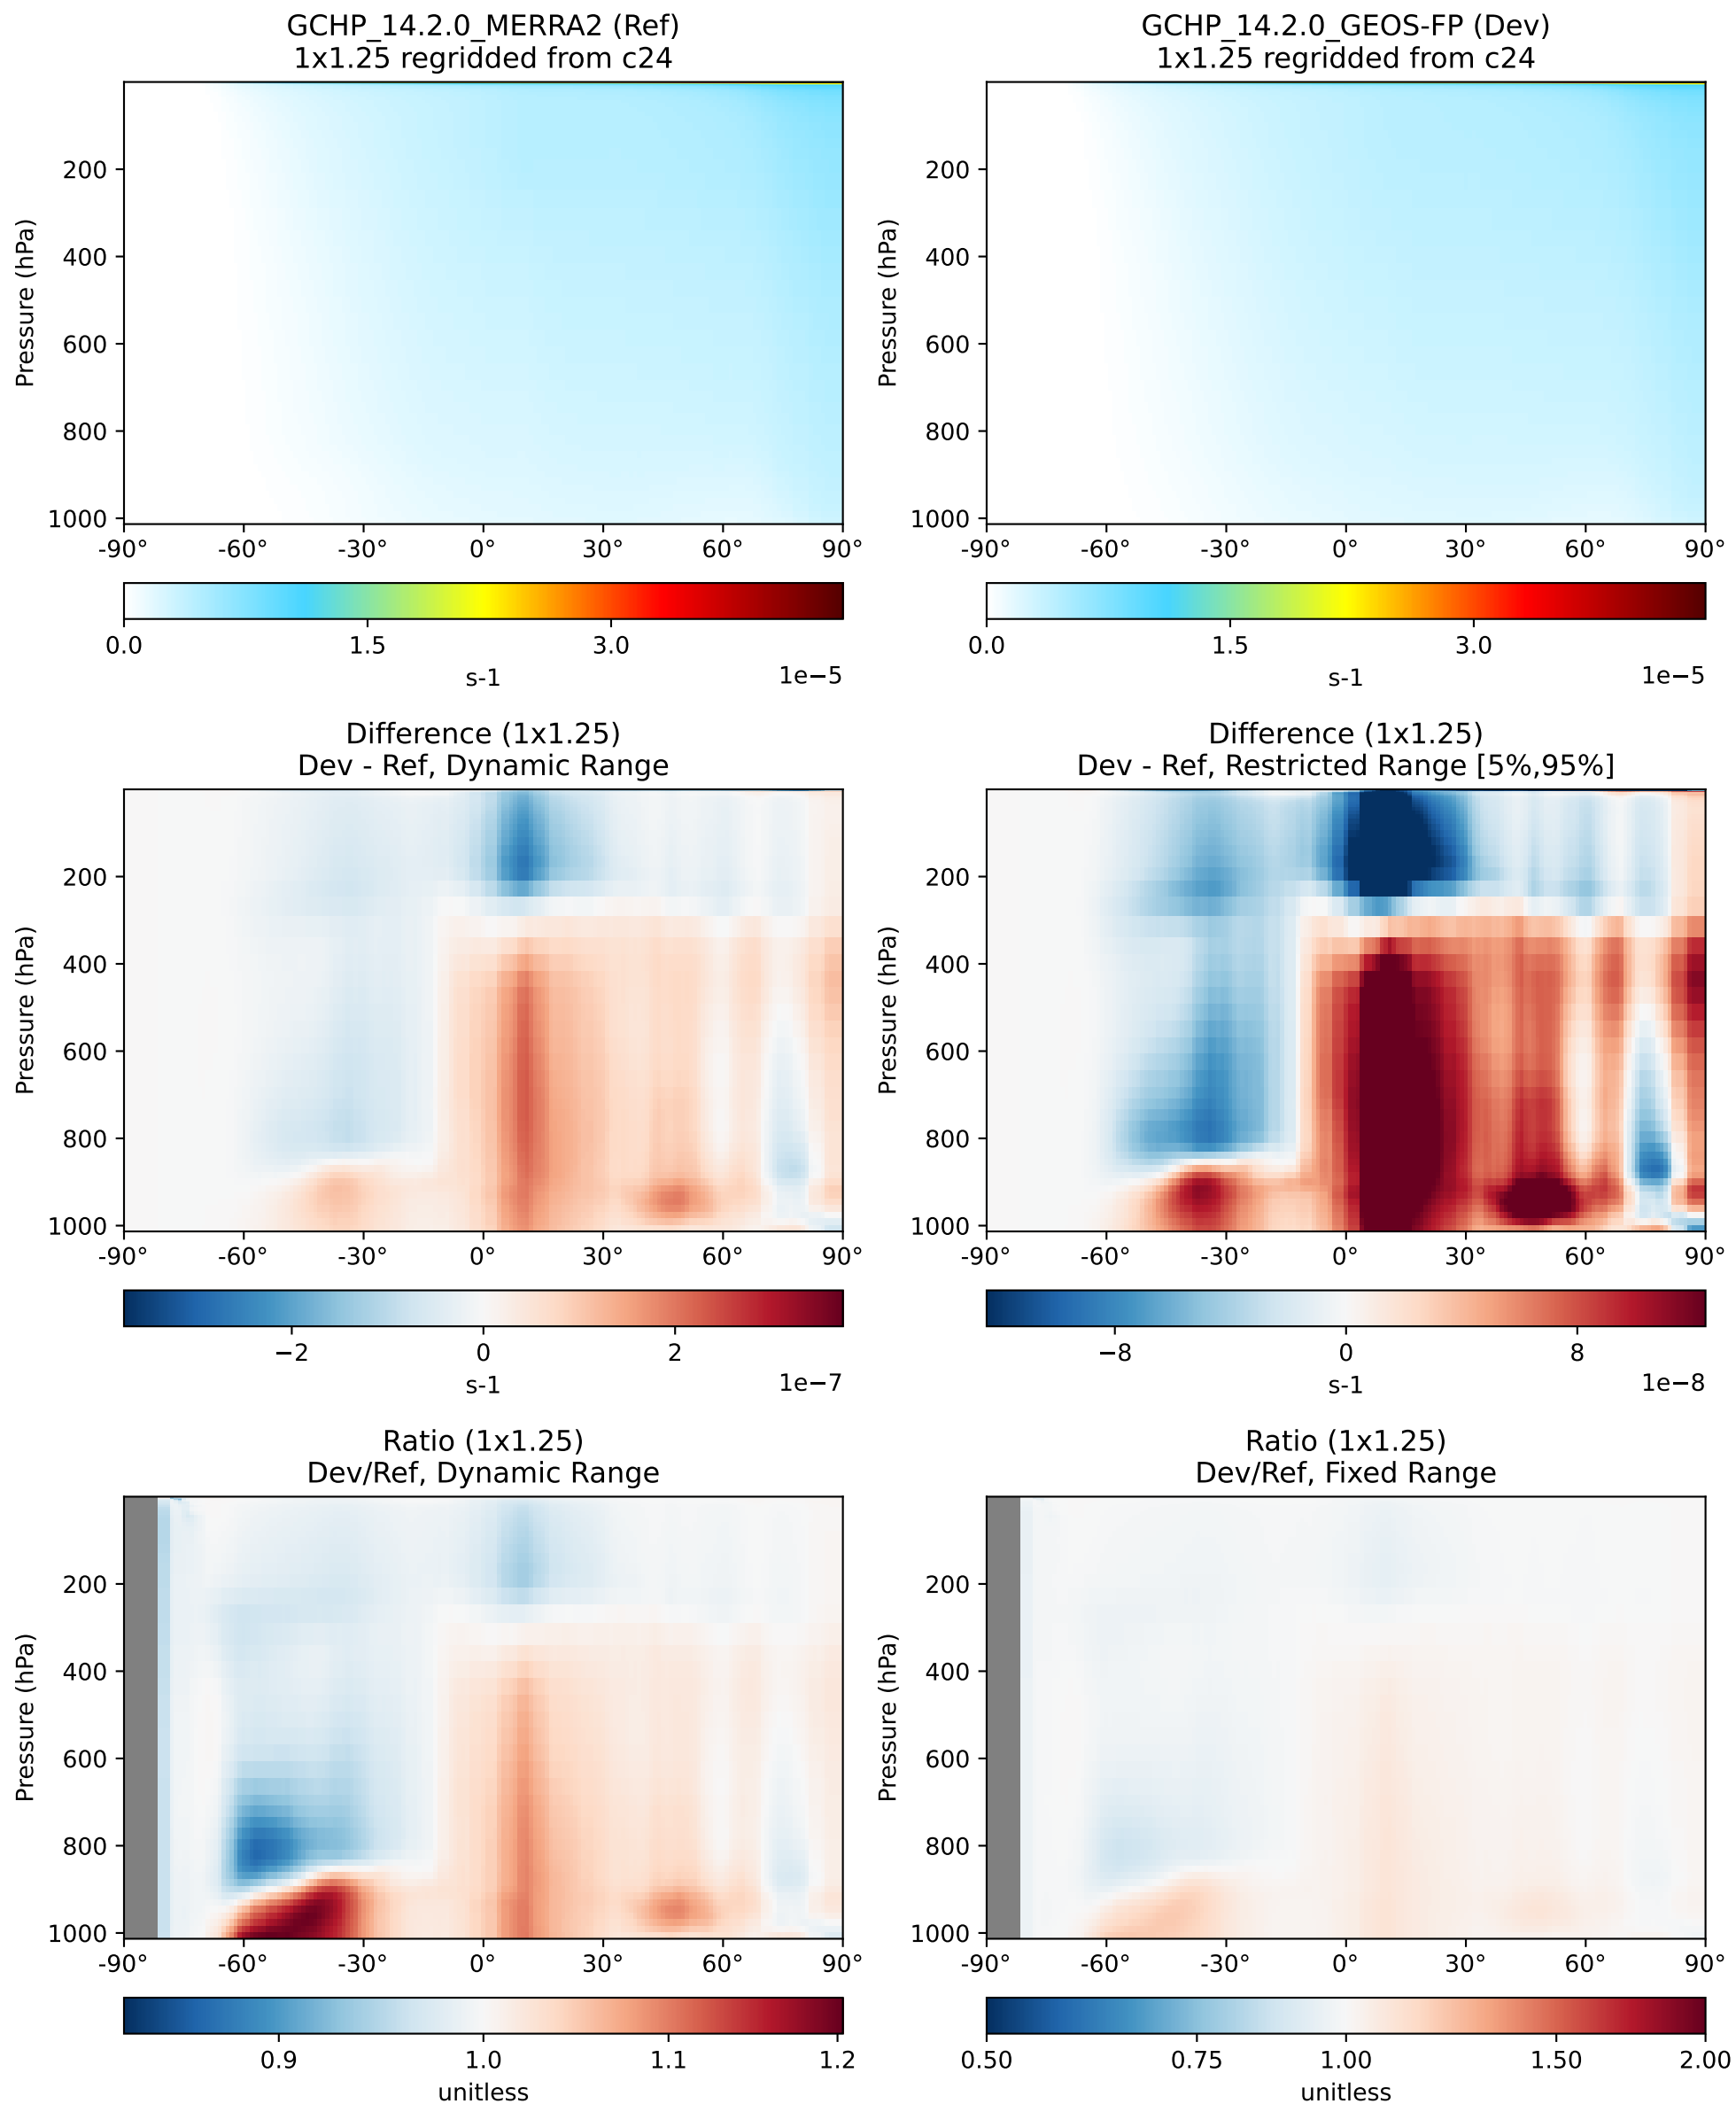 GCHP_14.2.0_MERRA2 (Ref)
1x1.25 regridded from c24
Pressure (hPa)
200
400
600
800
1000
-90° -60° -30° 0° 30° 60° 90°
0.0 1.5 3.0
s-1 1e−5
GCHP_14.2.0_GEOS-FP (Dev)
1x1.25 regridded from c24
Pressure (hPa)
200
400
600
800
1000
-90° -60° -30° 0° 30° 60° 90°
0.0 1.5 3.0
s-1 1e−5
Difference (1x1.25)
Dev - Ref, Dynamic Range
Pressure (hPa)
200
400
600
800
1000
-90° -60° -30° 0° 30° 60° 90°
−2 0 2
s-1 1e−7
Difference (1x1.25)
Dev - Ref, Restricted Range [5%,95%]
Pressure (hPa)
200
400
600
800
1000
-90° -60° -30° 0° 30° 60° 90°
−8 0 8
s-1 1e−8
Ratio (1x1.25)
Dev/Ref, Dynamic Range
Pressure (hPa)
200
400
600
800
1000
-90° -60° -30° 0° 30° 60° 90°
0.9 1.0 1.1 1.2
unitless
Ratio (1x1.25)
Dev/Ref, Fixed Range
Pressure (hPa)
200
400
600
800
1000
-90° -60° -30° 0° 30° 60° 90°
0.50 0.75 1.00 1.50 2.00
unitless